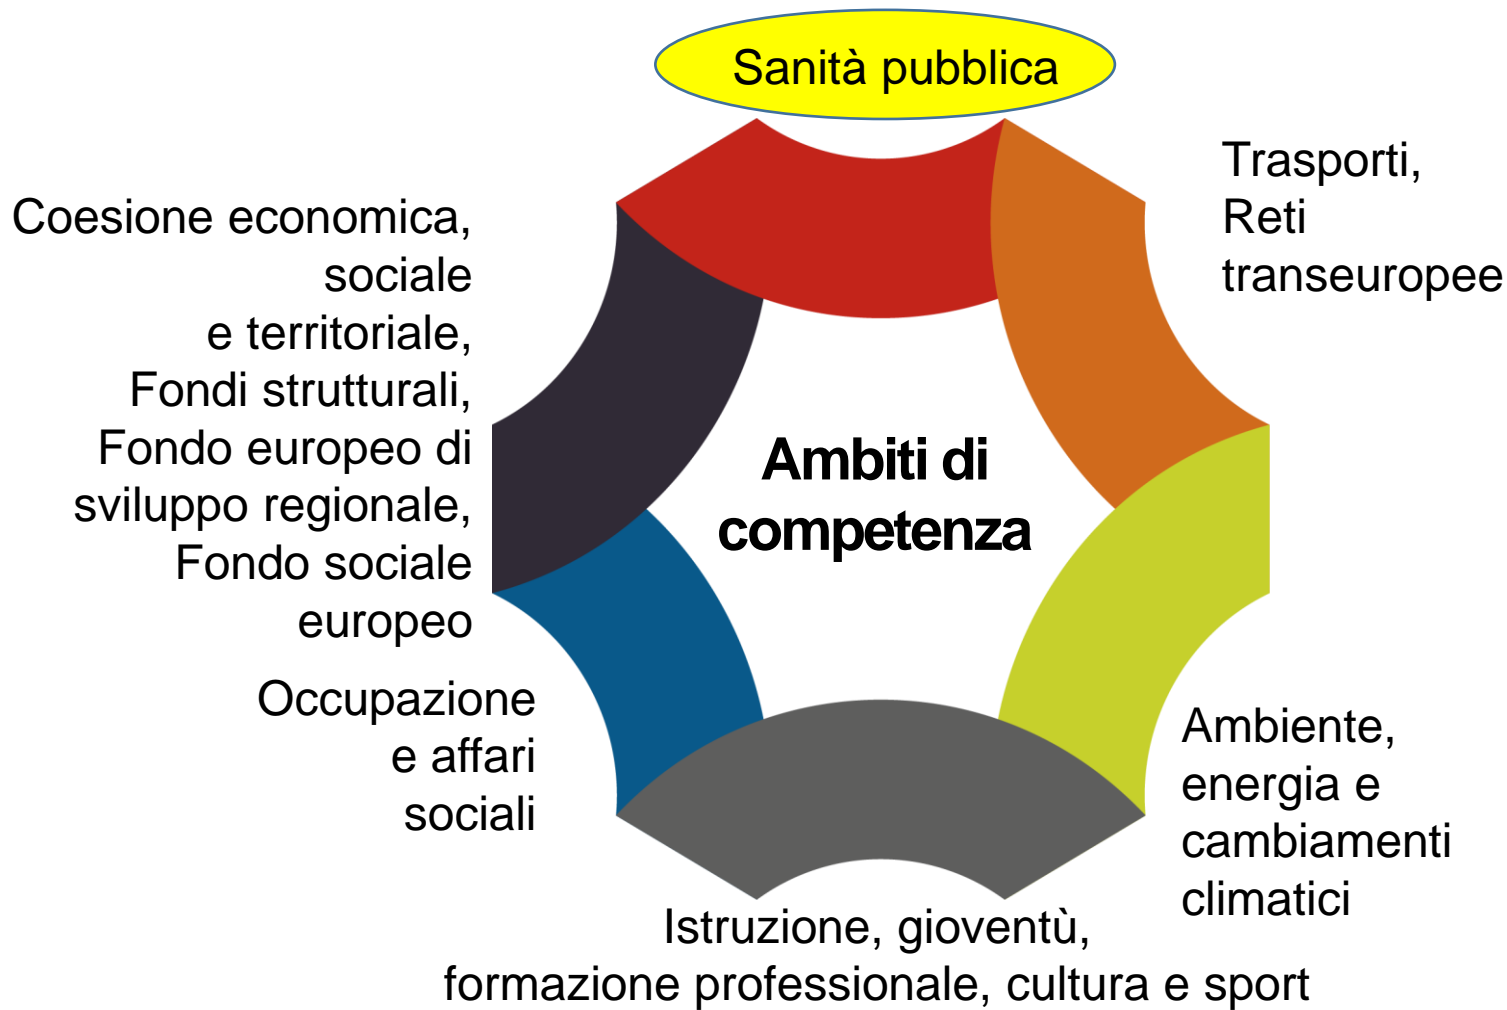 Sanità pubblica
Trasporti,
Reti
transeuropee
Coesione economica,
sociale
e territoriale,
Fondi strutturali,
Fondo europeo di
sviluppo regionale,
Fondo sociale
europeo
Ambiti di
competenza
Occupazione
e affari
sociali
Ambiente,
energia e
cambiamenti
climatici
Istruzione, gioventù,
formazione professionale, cultura e sport